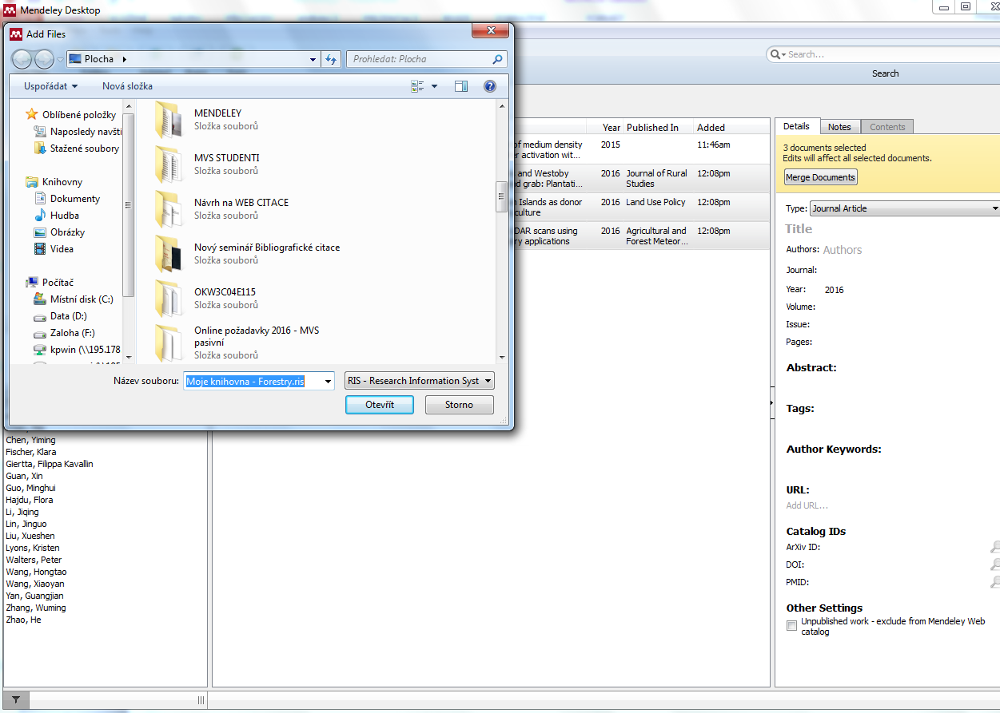 Mendeley Desktop
Add Files
Plocha
Prohledat: Plocha
Uspořádat
Nová složka
Oblíbené položky
Naposledy navšti
Stažené soubory
Knihovny
Dokumenty
Hudba
Obrázky
Videa
Počítač
Místní disk (C:)
Data (D:)
Zaloha (F:)
kpwin (\\195.178
MENDELEY
Složka souborů
MVS STUDENTI
Složka souborů
Návrh na WEB CITACE
Složka souborů
Nový seminář Bibliografické citace
Složka souborů
OKW3C04E115
Složka souborů
Online požadavky 2016 - MVS
pasivní
Složka souborů
Název souboru:
Moje knihovna - Forestry.ris
RIS - Research Information Syst
Otevřít
Storno
Search...
Search
Year Published In Added
of medium density 2015 11:46am
r activation wit...
and Westoby 2016 Journal of Rural 12:08pm
d grab: Plantati... Studies
Islands as donor 2016 Land Use Policy 12:08pm
culture
DAR scans using 2016 Agricultural and 12:08pm
ry applications Forest Meteor...
Details Notes Contents
3 documents selected
Edits will affect all selected documents.
Merge Documents
Type: Journal Article
Title
Authors: Authors
Journal:
Year: 2016
Volume:
Issue:
Pages:
Abstract:
Tags:
Author Keywords:
URL:
Add URL...
Catalog IDs
ArXiv ID:
DOI:
PMID:
Other Settings
Unpublished work - exclude from Mendeley Web
catalog
Chen, Yiming
Fischer, Klara
Giertta, Filippa Kavallin
Guan, Xin
Guo, Minghui
Hajdu, Flora
Li, Jiqing
Lin, Jinguo
Liu, Xueshen
Lyons, Kristen
Walters, Peter
Wang, Hongtao
Wang, Xiaoyan
Yan, Guangjian
Zhang, Wuming
Zhao, He